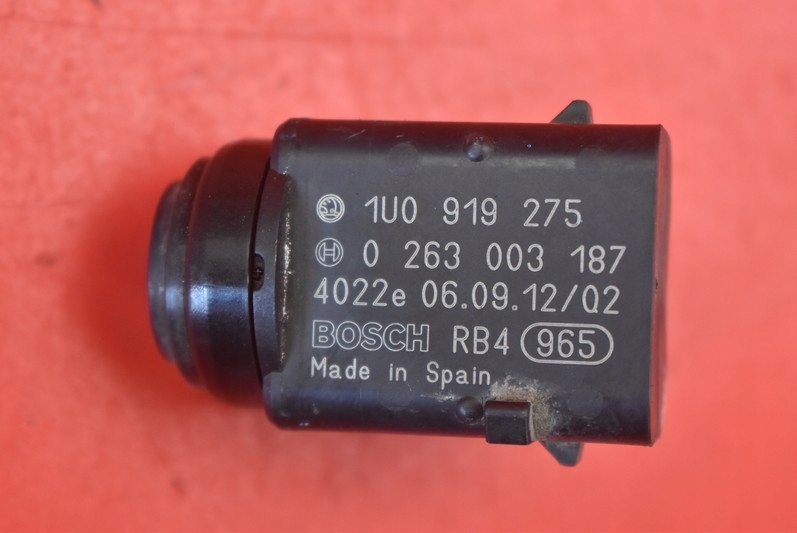 1U0 919 275
0 263 003 187
4022e 06.09.12/Q2
BOSCH RB4 965
Made in Spain